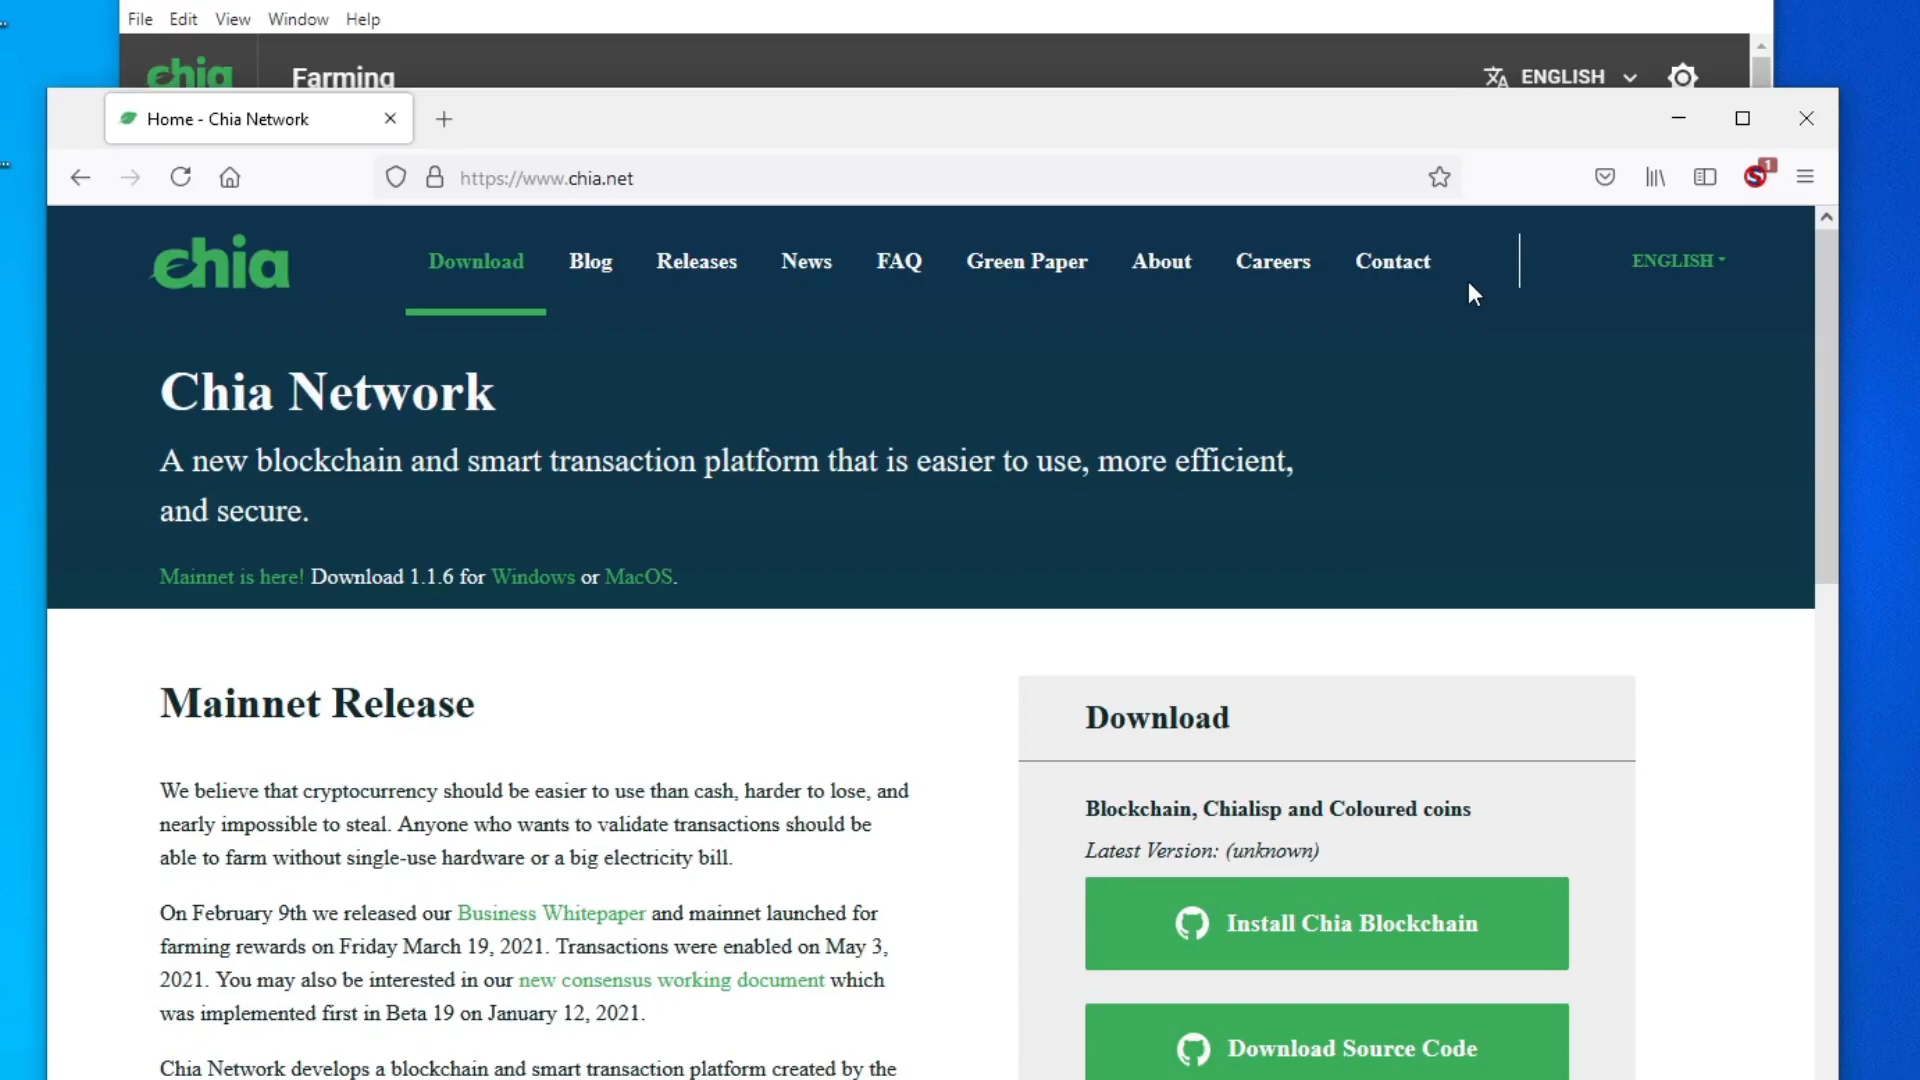 File Edit View Window Help
chia Farming ENGLISH
Home - Chia Network
https://www.chia.net
1
chia Download Blog Releases News FAQ Green Paper About Careers Contact ENGLISH
Chia Network
A new blockchain and smart transaction platform that is easier to use, more efficient,
and secure.
Mainnet is here! Download 1.1.6 for Windows or MacOS.
Mainnet Release
We believe that cryptocurrency should be easier to use than cash, harder to lose, and
nearly impossible to steal. Anyone who wants to validate transactions should be
able to farm without single-use hardware or a big electricity bill.
On February 9th we released our Business Whitepaper and mainnet launched for
farming rewards on Friday March 19, 2021. Transactions were enabled on May 3,
2021. You may also be interested in our new consensus working document which
was implemented first in Beta 19 on January 12, 2021.
Chia Network develops a blockchain and smart transaction platform created by the
Download
Blockchain, Chialisp and Coloured coins
Latest Version: (unknown)
Install Chia Blockchain
Download Source Code